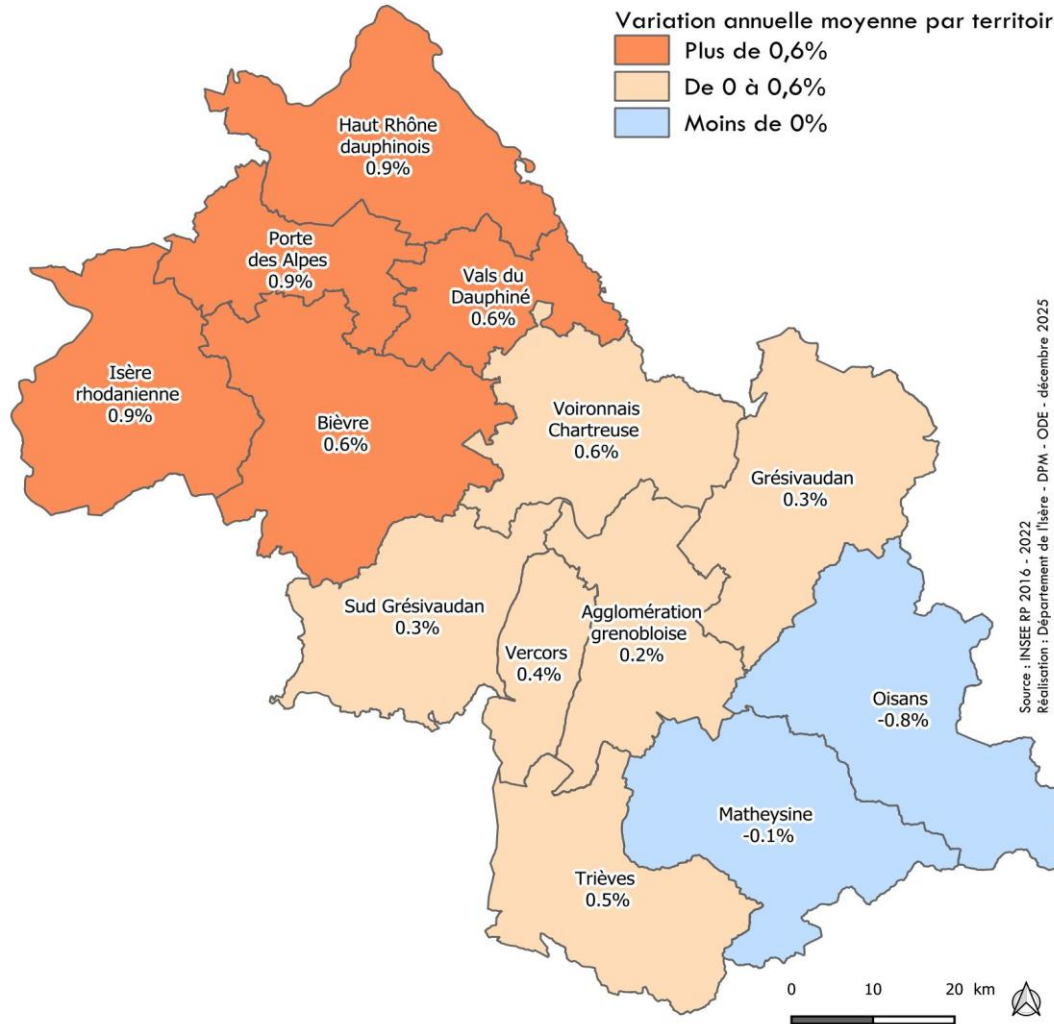 Variation annuelle moyenne par territoir
Plus de 0,6%
De 0 à 0,6%
Moins de 0%
Haut Rhône
dauphinois
0.9%
Porte
des Alpes
0.9%
Vals du
Dauphiné
0.6%
Isère
rhodanienne
0.9%
Bièvre
0.6%
Voironnais
Chartreuse
0.6%
Grésivaudan
0.3%
Sud Grésivaudan
0.3%
Vercors
0.4%
Agglomération
grenobloise
0.2%
Oisans
-0.8%
Matheysine
-0.1%
Trièves
0.5%
Source : INSEE RP 2016 - 2022
Réalisation : Département de l'Isère - DPM - ODE - décembre 2025
0 10 20 km